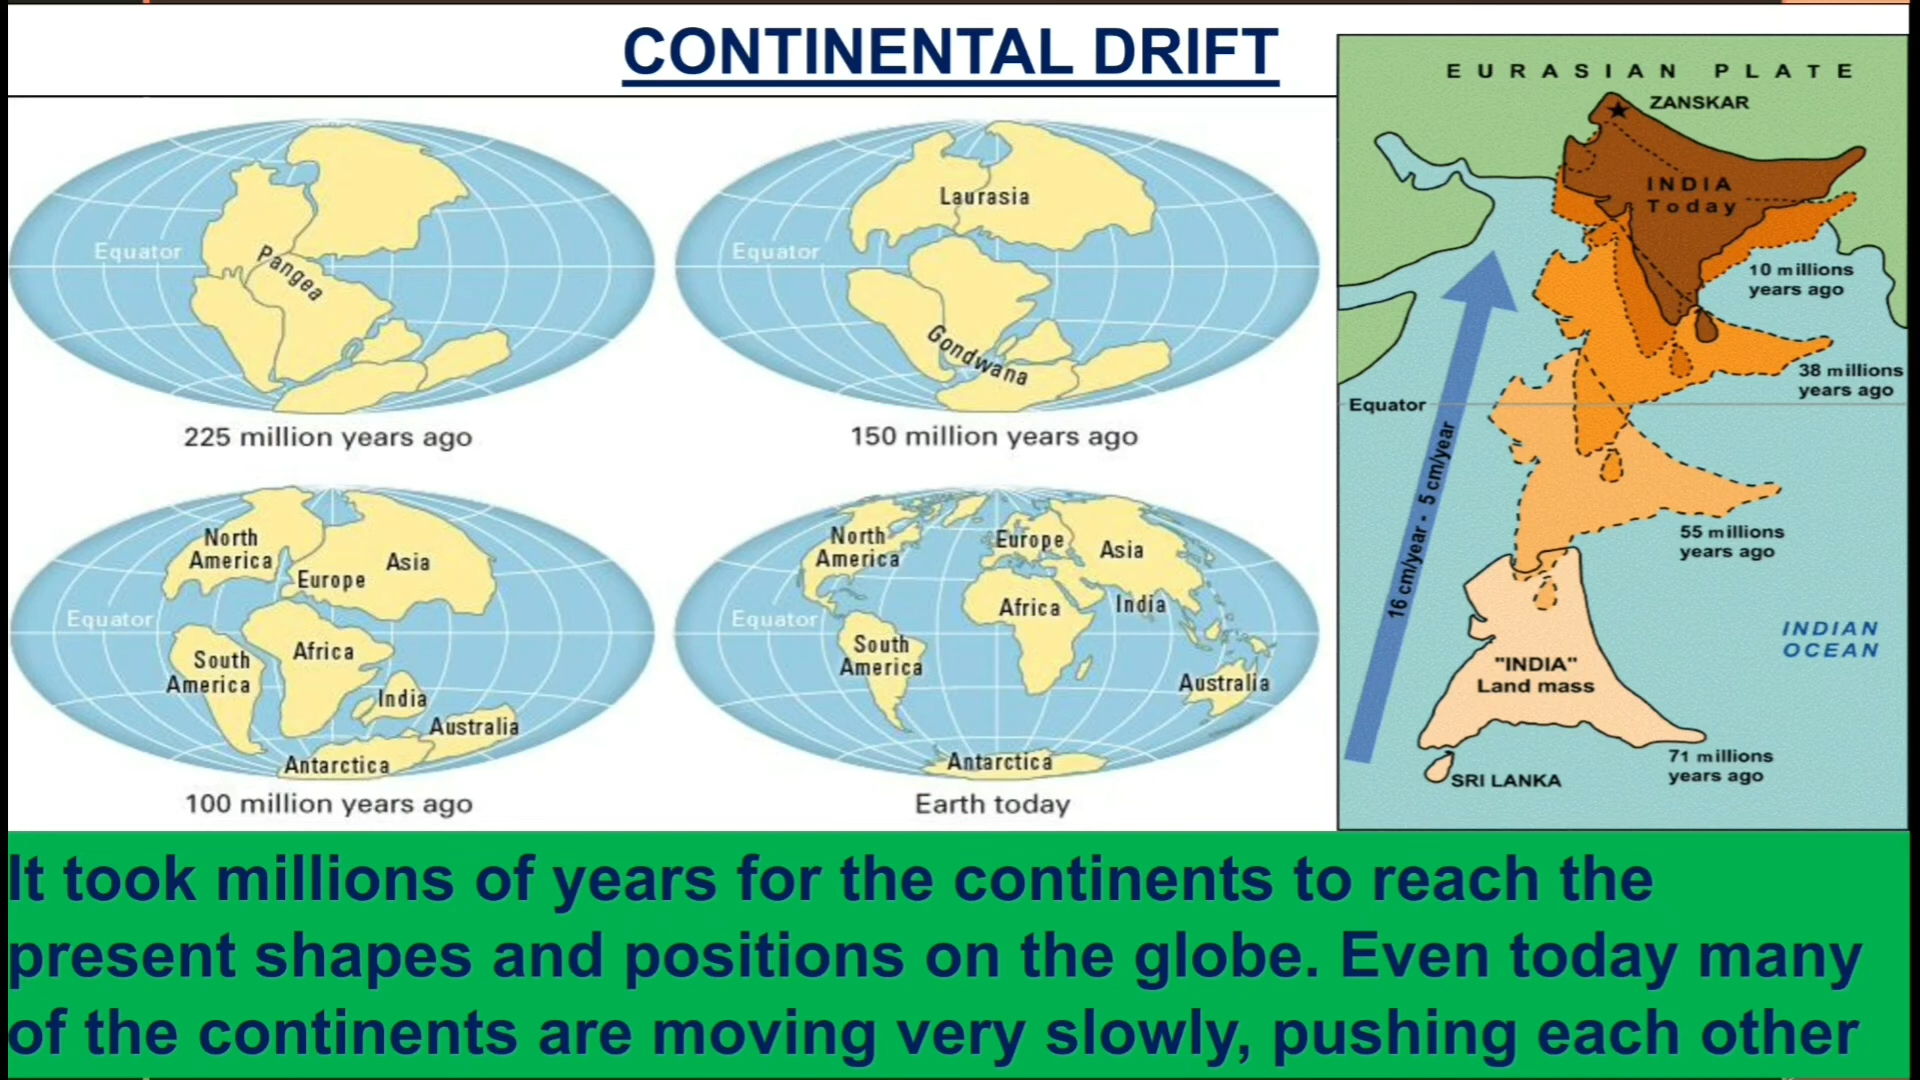 CONTINENTAL DRIFT
Equator
Pangea
225 million years ago
Laurasia
Equator
Gondwana
150 million years ago
North
America
Asia
Europe
Equator
Africa
South
America
India
Australia
Antarctica
100 million years ago
North
America
Europe
Asia
Africa
India
Equator
South
America
Australia
Antarctica
Earth today
EURASIAN PLATE
ZANSKAR
INDIA
Today
10 millions
years ago
38 millions
years ago
Equator
16 cm/year - 5 cm/year
55 millions
years ago
INDIAN
OCEAN
"INDIA"
Land mass
71 millions
years ago
SRI LANKA
It took millions of years for the continents to reach the
present shapes and positions on the globe. Even today many
of the continents are moving very slowly, pushing each other